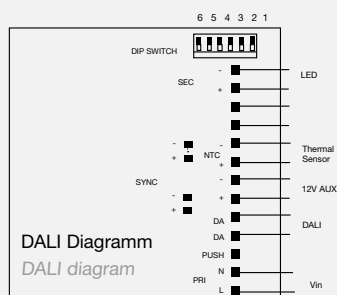 6 5 4 3 2 1
DIP SWITCH
- LED
SEC
+
- Thermal
NTC Sensor
+
-
+
SYNC
- 12V AUX
-
+
+
DA DALI
DA
DALI Diagramm
PUSH
DALI diagram
N
PRI Vin
L